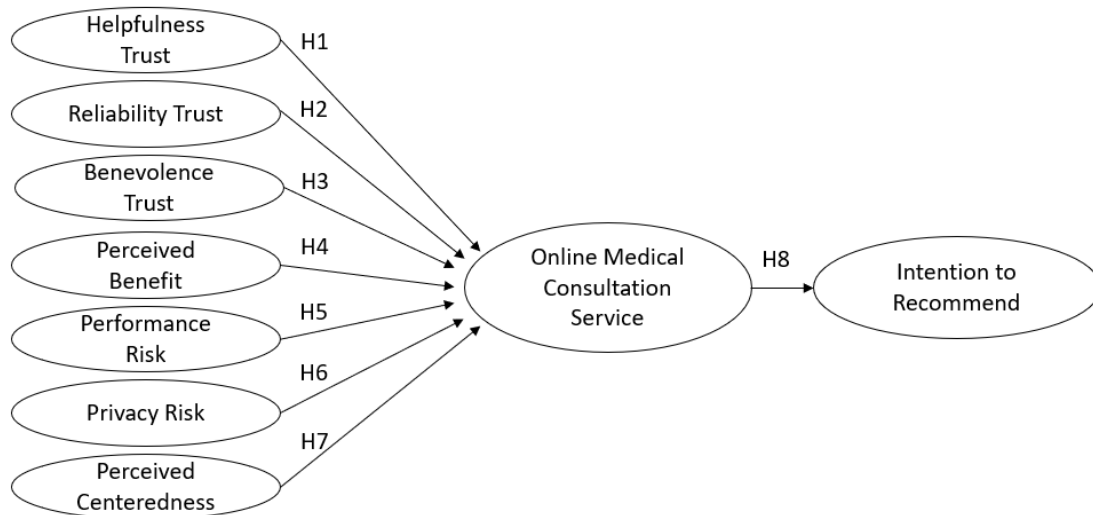 Helpfulness
Trust
H1
Reliability Trust
H2
Benevolence
Trust
H3
Perceived
Benefit
H4
Performance
Risk
H5
Privacy Risk
H6
Perceived
Centeredness
H7
Online Medical
Consultation
Service
H8
Intention to
Recommend